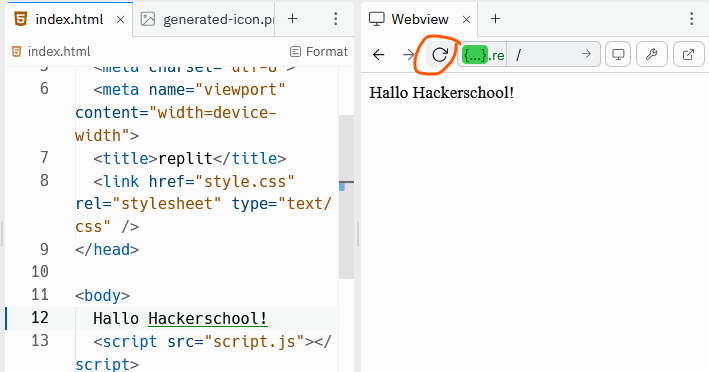 index.html
generated-icon.pr
Webview
index.html
Format
{...}.re /
5 <meta charset="utf-8">
6 <meta name="viewport"
content="width=device-
width">
7 <title>replit</title>
8 <link href="style.css"
rel="stylesheet" type="text/
css" />
9 </head>
10
11 <body>
12 Hallo Hackerschool!
13 <script src="script.js"></
script>
Hallo Hackerschool!